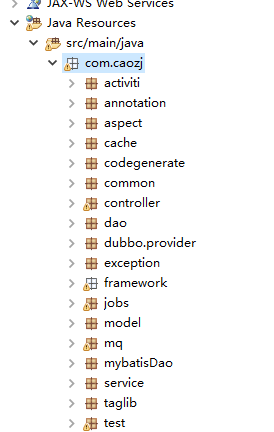 JAX-WS Web Services
Java Resources
src/main/java
com.caozj
activiti
annotation
aspect
cache
codegenerate
common
controller
dao
dubbo.provider
exception
framework
jobs
model
mq
mybatisDao
service
taglib
test